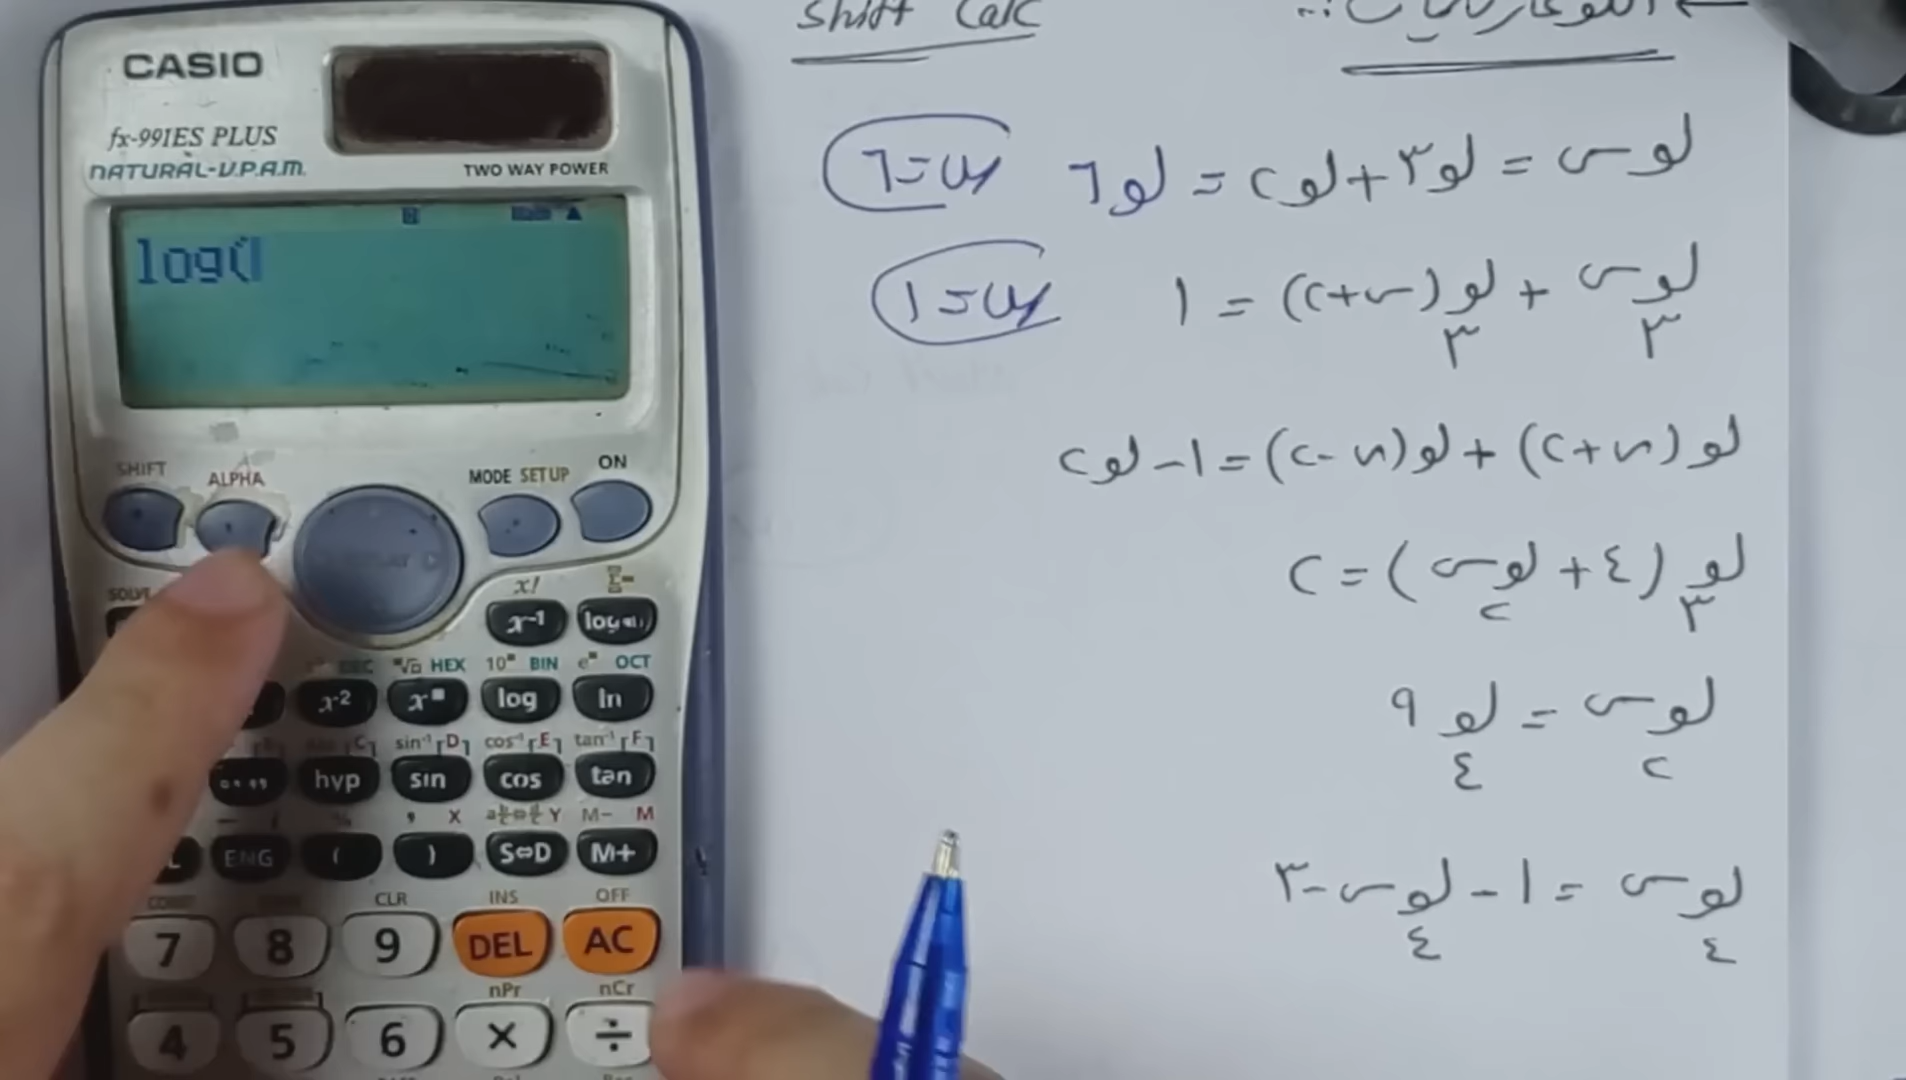 CASIO
fx-991ES PLUS
NATURAL-V.P.A.M.
TWO WAY POWER
log(
SHIFT
ALPHA
MODE SETUP
ON
SOLVE
x! Σ
x⁻¹ log
HEX 10 BIN e OCT
x² x■ log ln
sin⁻¹ D cos⁻¹ E tan⁻¹ F
hyp sin cos tan
X Y M- M
ENG ( ) S⇔D M+
CLR INS OFF
7 8 9 DEL AC
nPr nCr
4 5 6 × ÷
Shift Calc
اللوغاريتمات
لو س = لو ٣ + لو ٢ = لو ٦ س = ٦
لو٣ س + لو٣ (س + ٢) = ١ س = ١
لو (س + ٢) + لو (س - ٢) = ١ - لو ٢
لو٣ (٤ + لو٢ س) = ٢
لو٢ س = لو٤ ٩
لو٤ س = ١ - لو٤ س - ٣